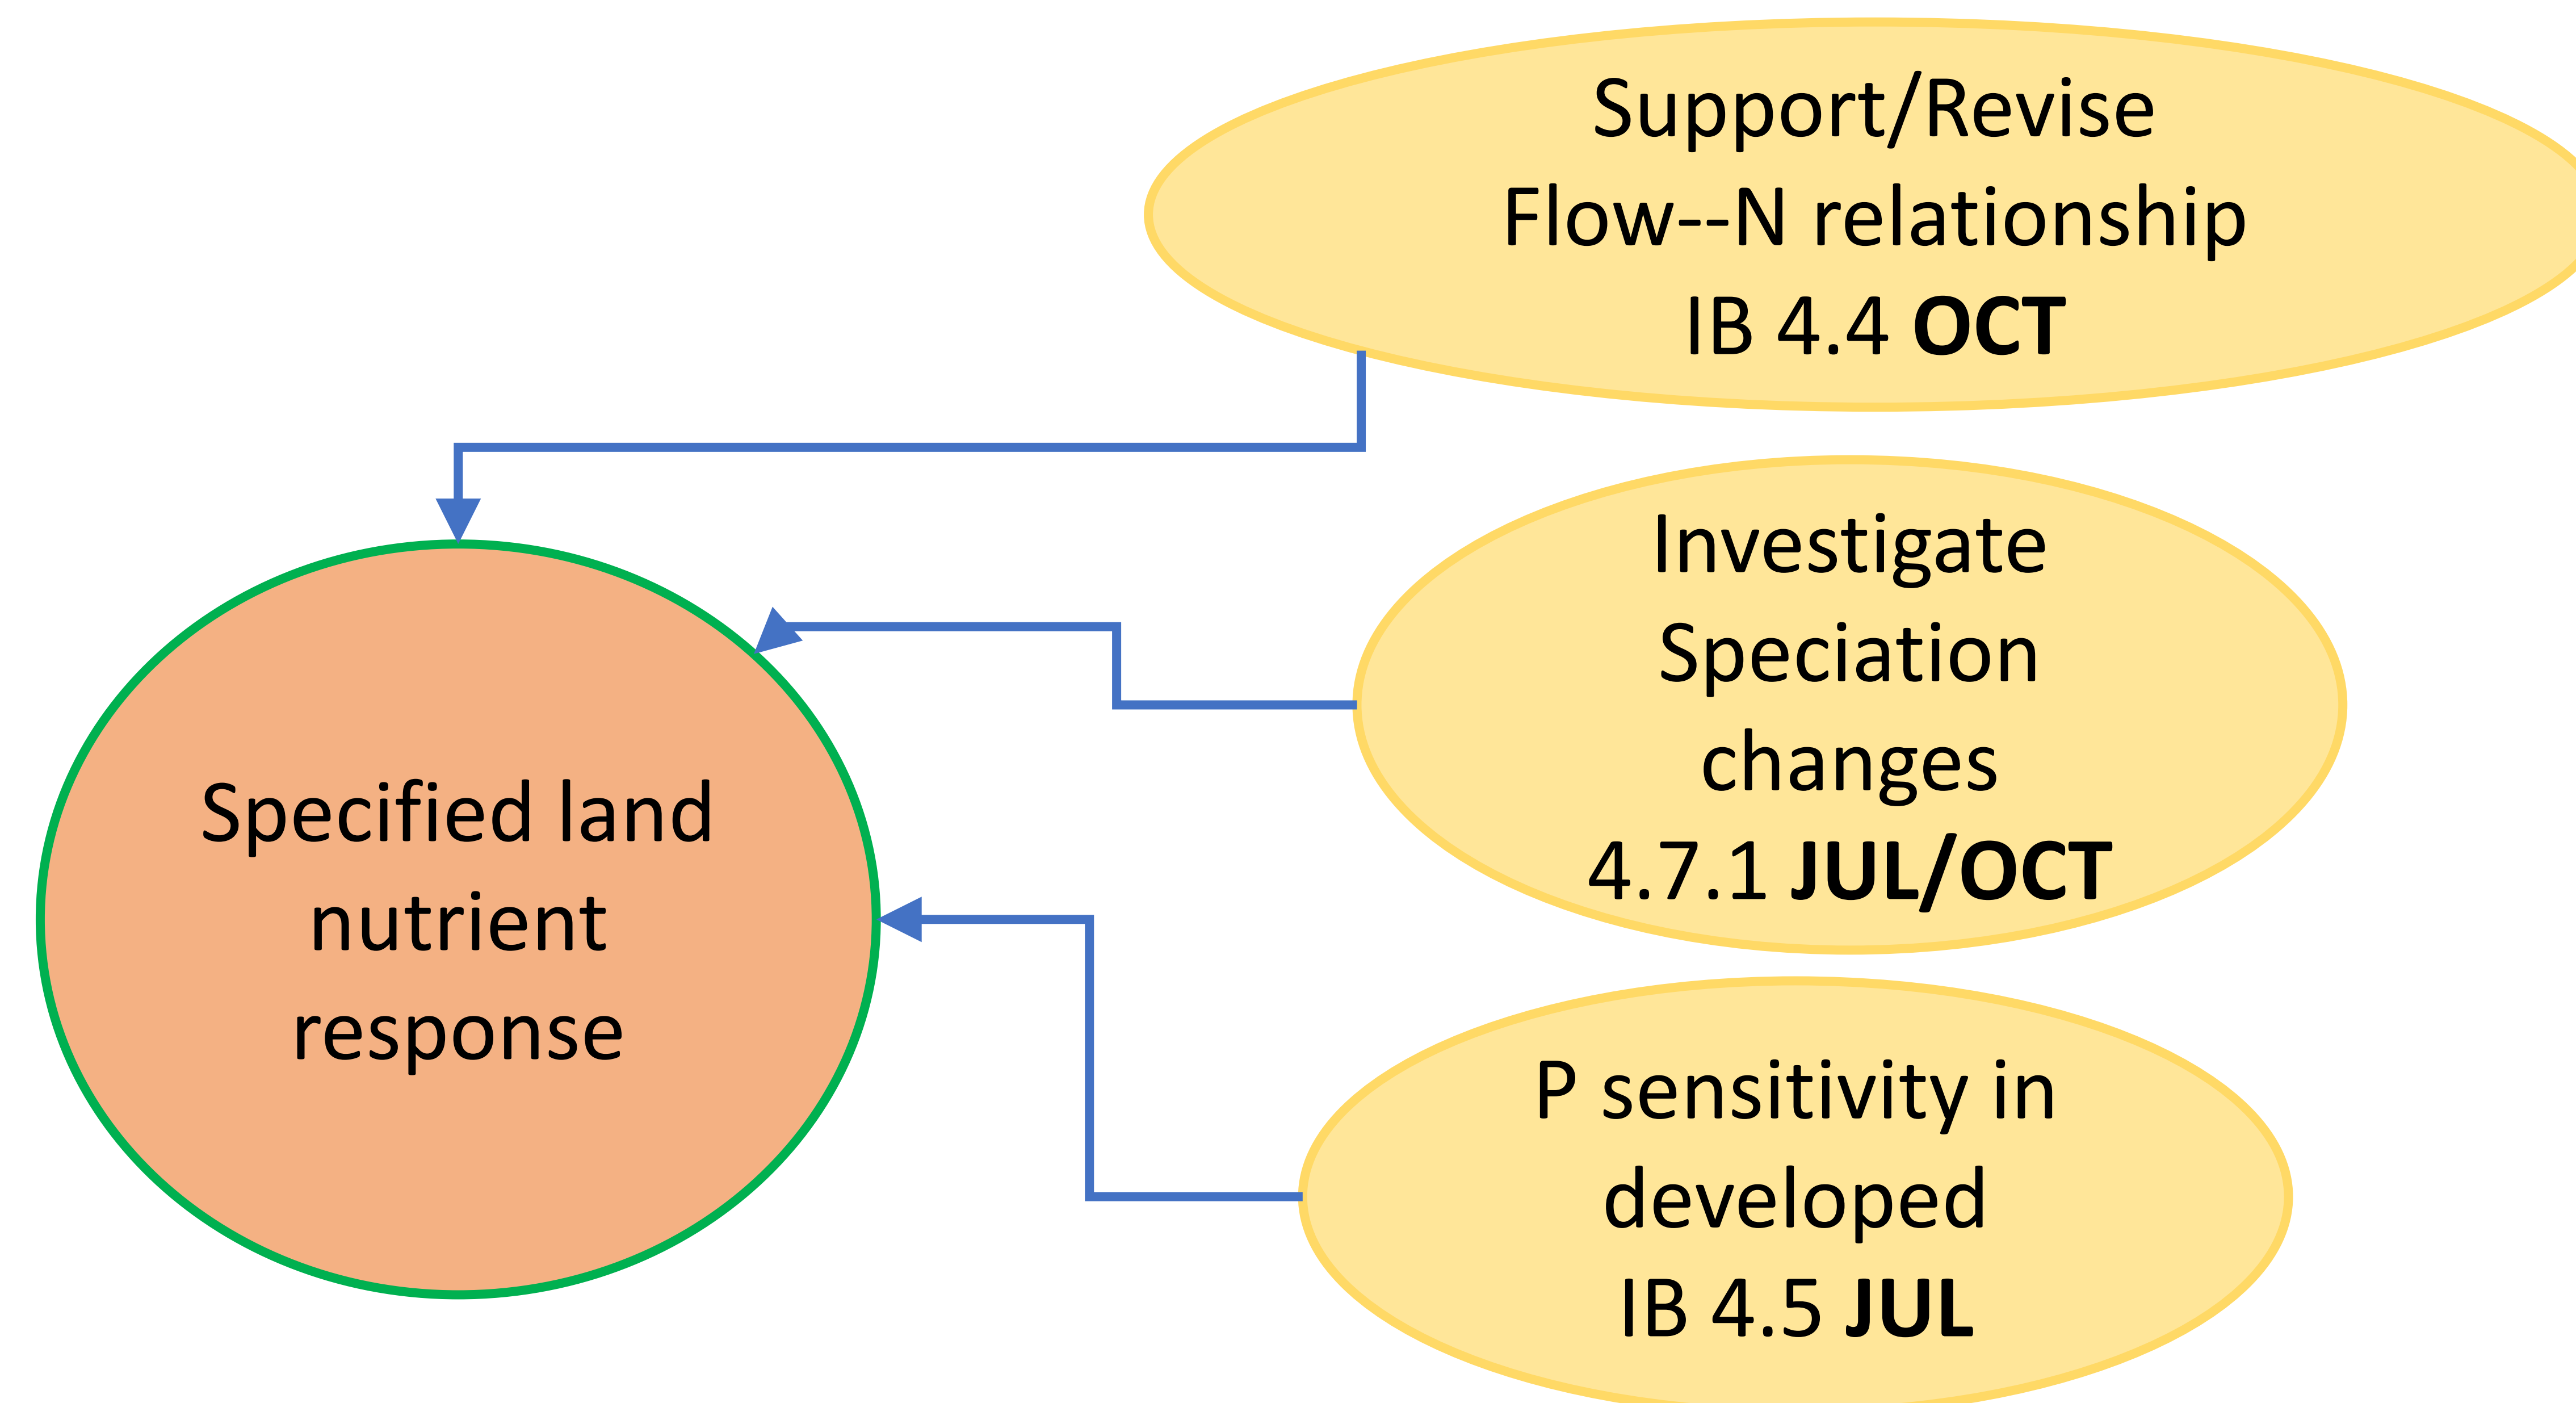 Support/Revise
Flow--N relationship
IB 4.4 OCT
Investigate
Speciation
changes
4.7.1 JUL/OCT
Specified land
nutrient
response
P sensitivity in
developed
IB 4.5 JUL